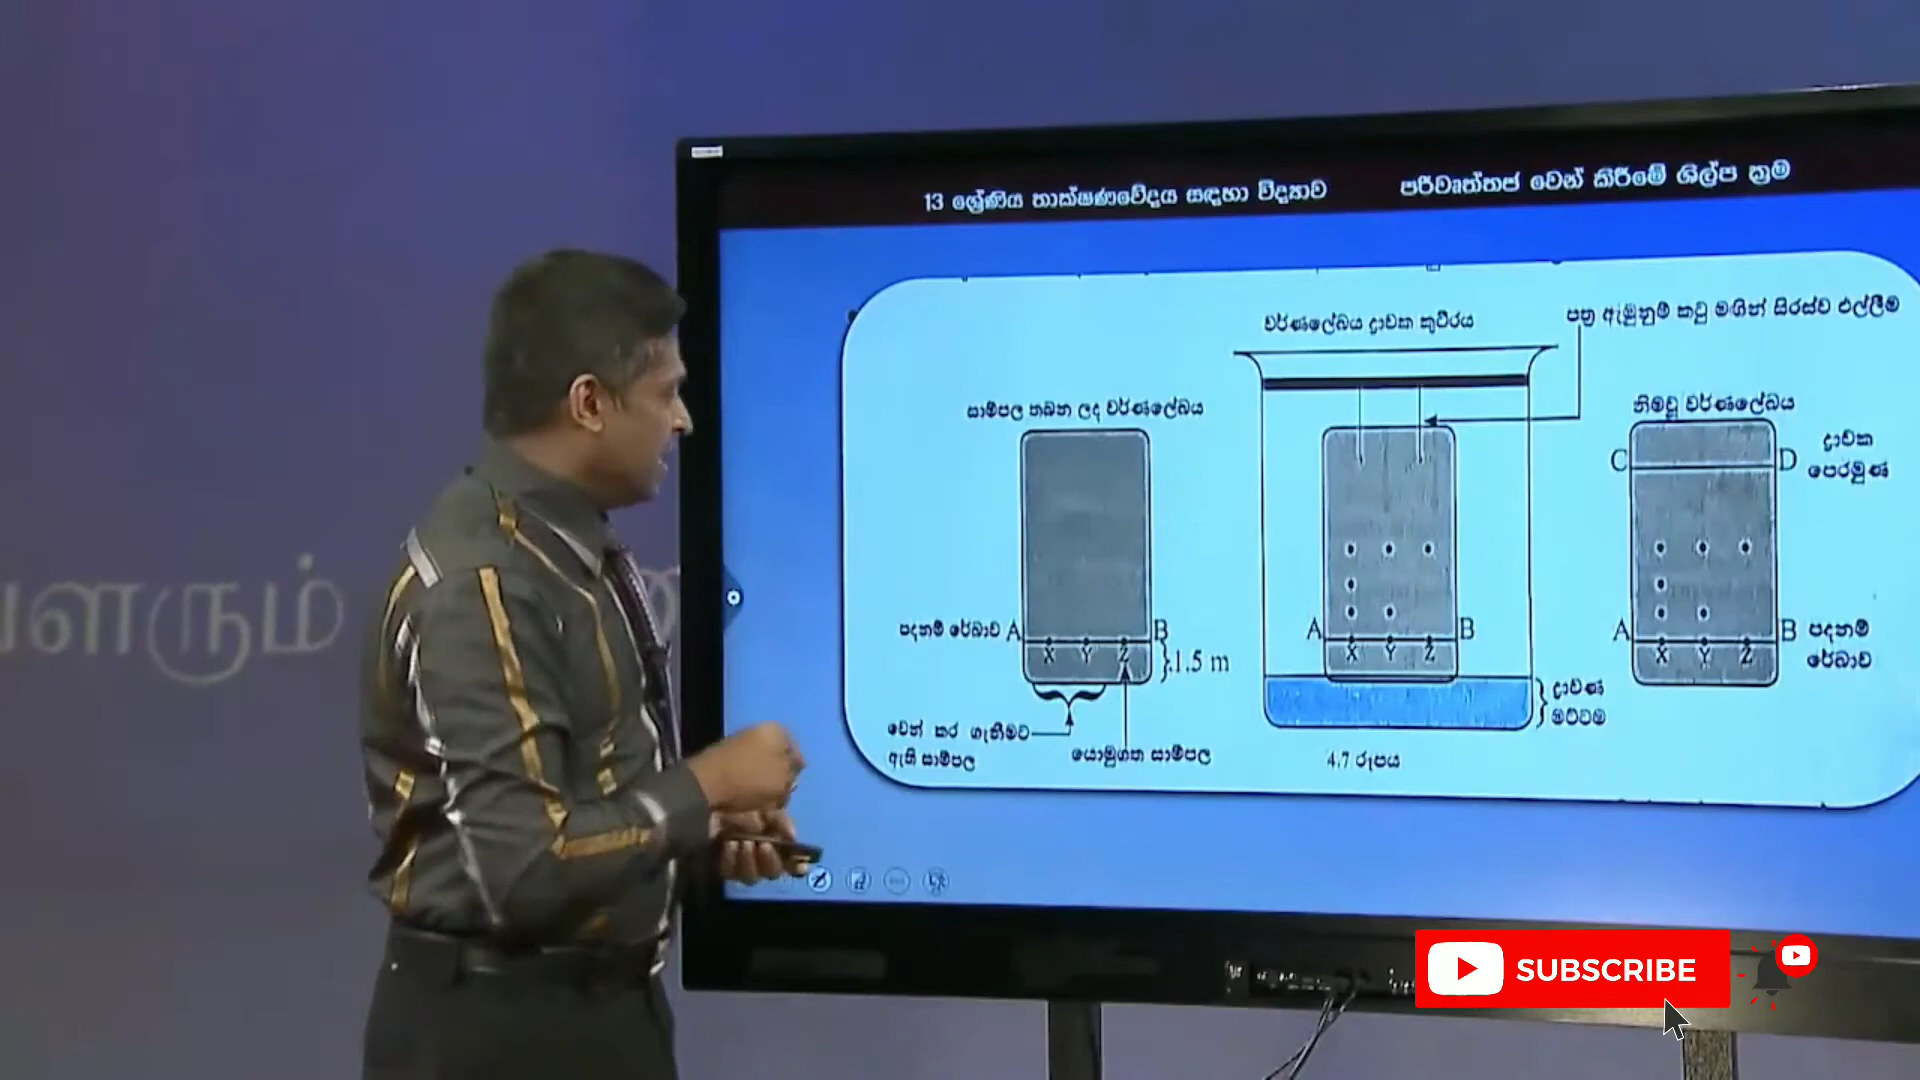 13 ශ්‍රේණිය තාක්ෂණවේදය සඳහා විද්‍යාව
පරිවෘත්තජ වෙන් කිරීමේ ශිල්ප ක්‍රම
වර්ණලේඛය ද්‍රාවක කුටීරය
පත්‍ර ඇමුනුම් කටු මගින් සිරස්ව එල්ලීම
සාම්පල තබන ලද වර්ණලේඛය
නිමවූ වර්ණලේඛය
ද්‍රාවක
පෙරමුණ
C
D
පදනම් රේඛාව
A
B
X Y Z
1.5 m
A
B
X Y Z
A
B
X Y Z
පදනම්
රේඛාව
ද්‍රාවණ
මට්ටම
වෙන් කර ගැනීමට
ඇති සාම්පල
යොමුගත සාම්පල
4.7 රූපය
வளரும்
SUBSCRIBE